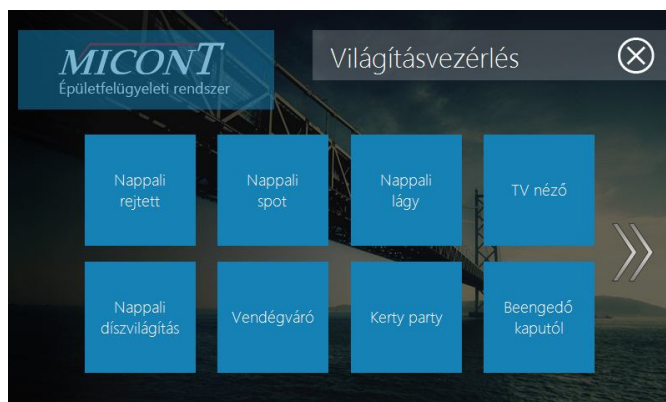 MICONT
Épületfelügyeleti rendszer
Világításvezérlés
Nappali
rejtett
Nappali
spot
Nappali
lágy
TV néző
Nappali
díszvilágítás
Vendégváró
Kerty party
Beengedő
kaputól